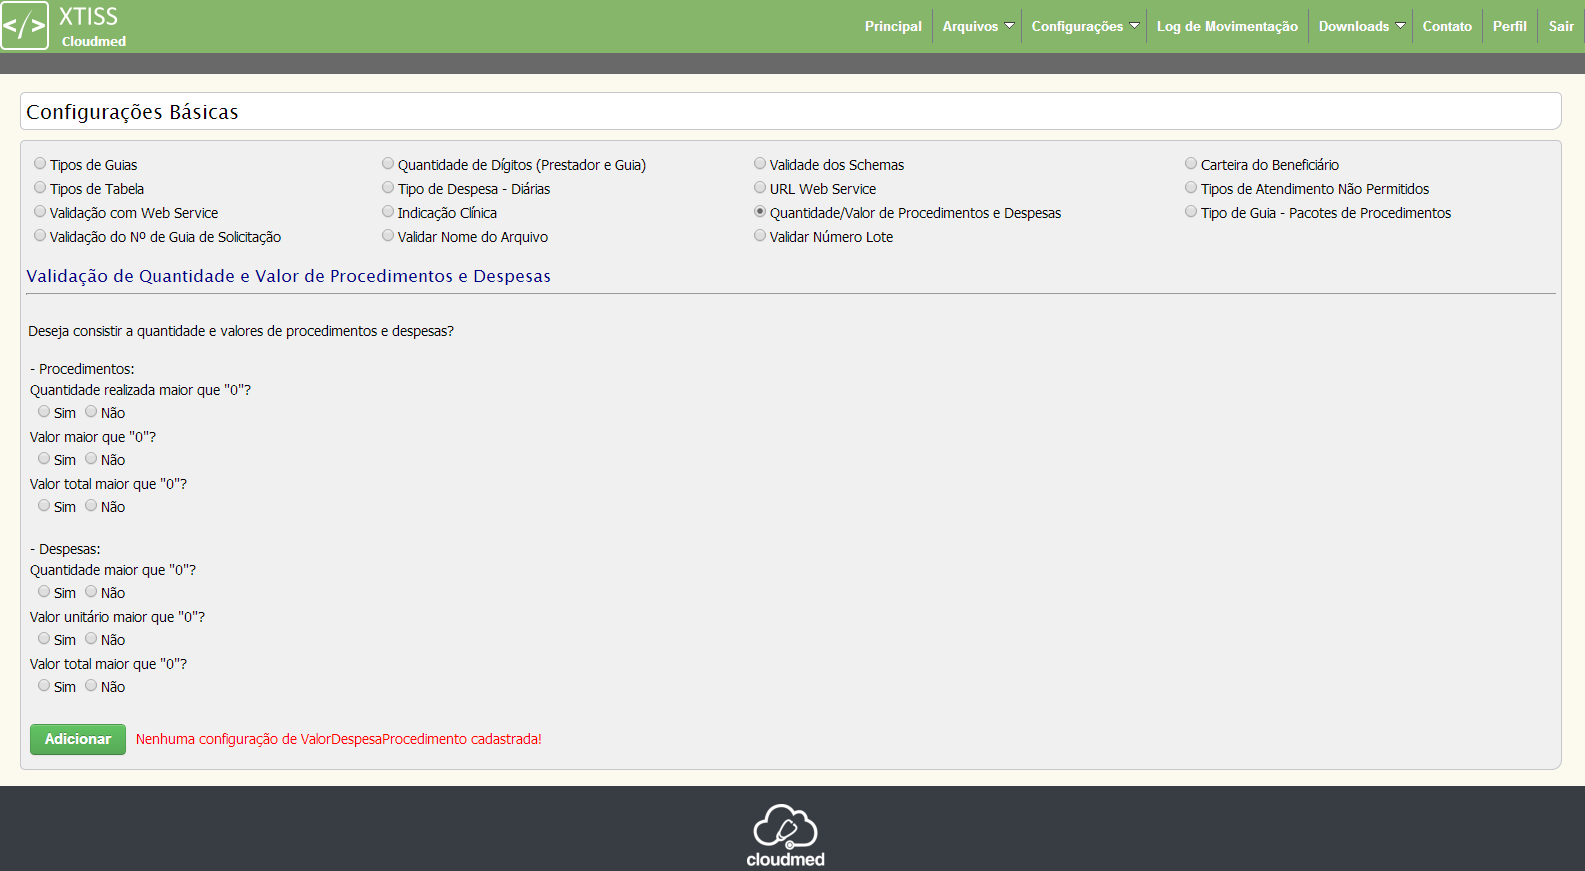 </> XTISS
Cloudmed
Principal Arquivos Configurações Log de Movimentação Downloads Contato Perfil Sair
Configurações Básicas
Tipos de Guias Quantidade de Dígitos (Prestador e Guia) Validade dos Schemas Carteira do Beneficiário
Tipos de Tabela Tipo de Despesa - Diárias URL Web Service Tipos de Atendimento Não Permitidos
Validação com Web Service Indicação Clínica Quantidade/Valor de Procedimentos e Despesas Tipo de Guia - Pacotes de Procedimentos
Validação do Nº de Guia de Solicitação Validar Nome do Arquivo Validar Número Lote
Validação de Quantidade e Valor de Procedimentos e Despesas
Deseja consistir a quantidade e valores de procedimentos e despesas?
- Procedimentos:
Quantidade realizada maior que "0"?
Sim Não
Valor maior que "0"?
Sim Não
Valor total maior que "0"?
Sim Não
- Despesas:
Quantidade maior que "0"?
Sim Não
Valor unitário maior que "0"?
Sim Não
Valor total maior que "0"?
Sim Não
Adicionar Nenhuma configuração de ValorDespesaProcedimento cadastrada!
cloudmed